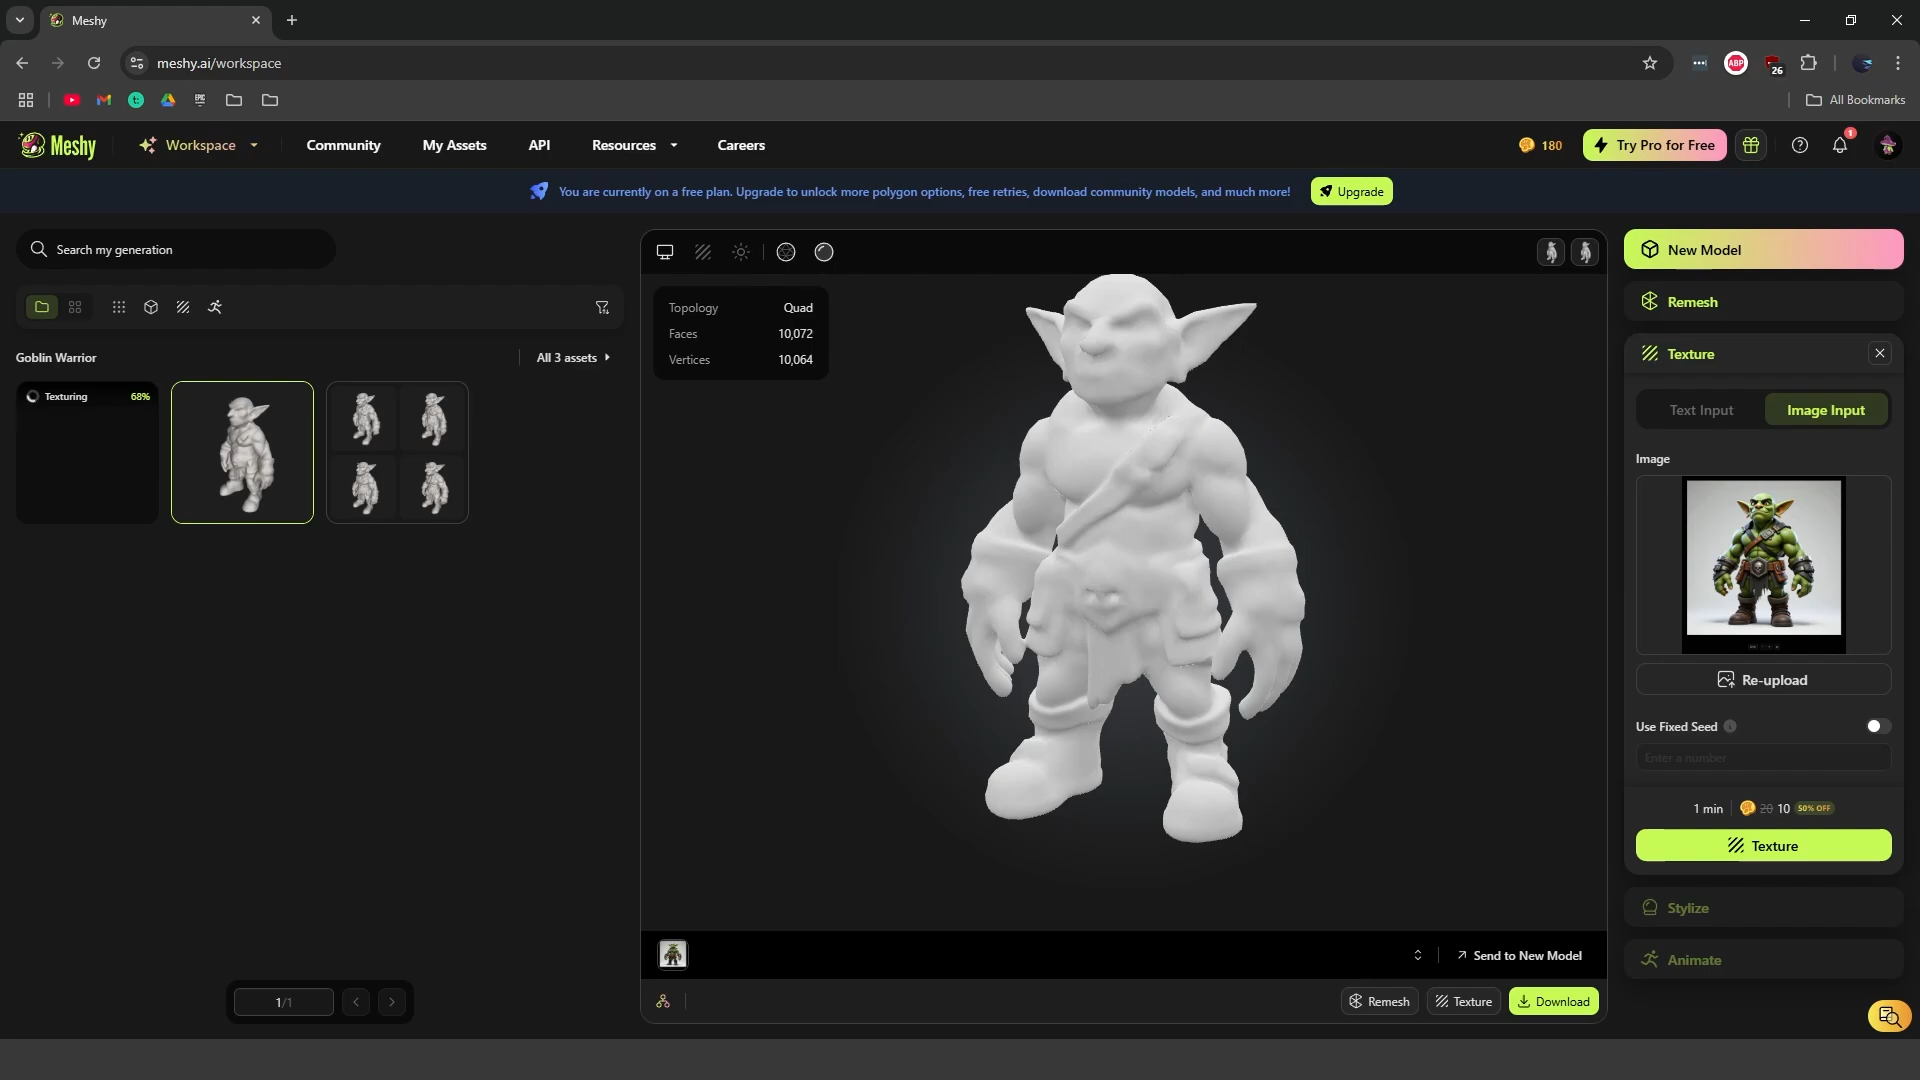 Meshy
meshy.ai/workspace
26
All Bookmarks
Meshy
Workspace
Community
My Assets
API
Resources
Careers
180
Try Pro for Free
1
You are currently on a free plan. Upgrade to unlock more polygon options, free retries, download community models, and much more!
Upgrade
Search my generation
Goblin Warrior
All 3 assets
Texturing 68%
1/1
Topology Quad
Faces 10,072
Vertices 10,064
Send to New Model
Remesh
Texture
Download
New Model
Remesh
Texture
Text Input
Image Input
Image
Re-upload
Use Fixed Seed
Enter a number
1 min
20 10 50% OFF
Texture
Stylize
Animate
ABP
EPIC